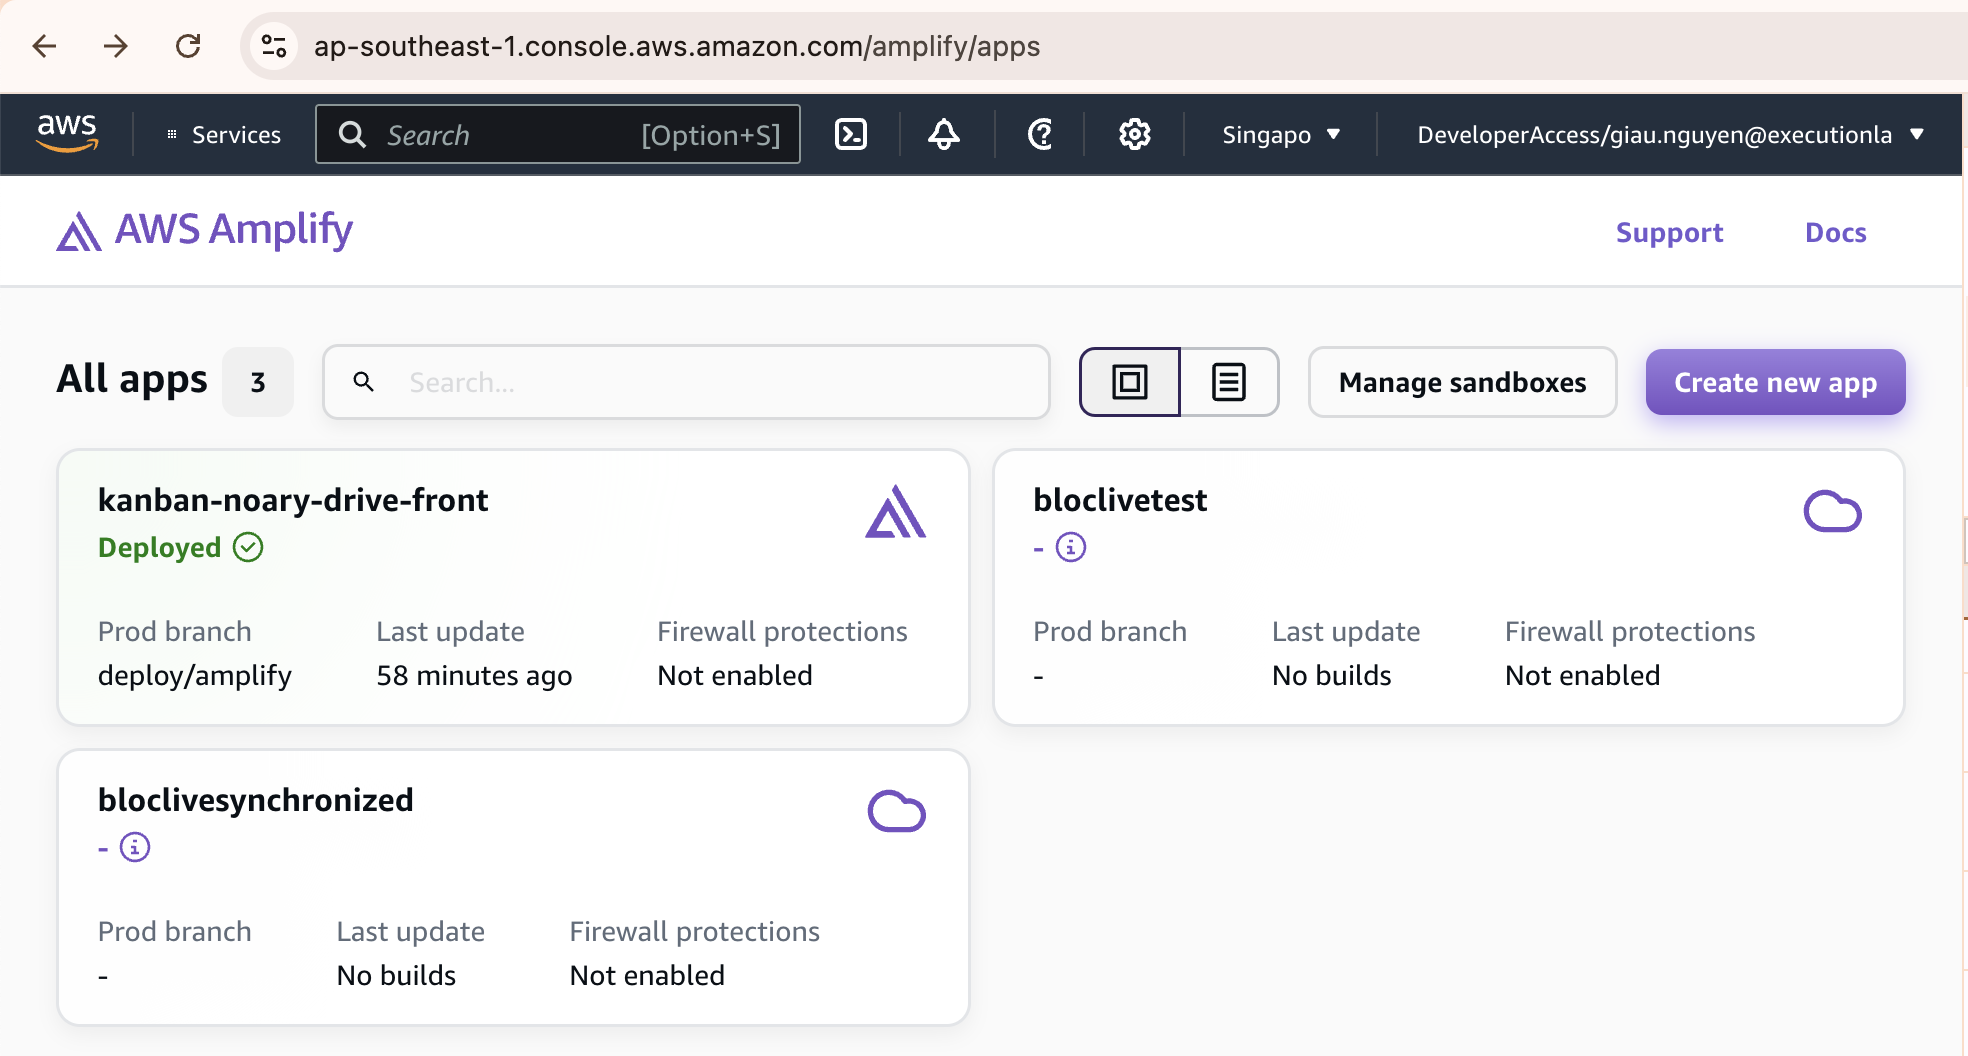 ap-southeast-1.console.aws.amazon.com/amplify/apps
aws
Services
Search [Option+S]
Singapo
DeveloperAccess/giau.nguyen@executionla
AWS Amplify
Support
Docs
All apps 3
Search...
Manage sandboxes
Create new app
kanban-noary-drive-front
Deployed
Prod branch Last update Firewall protections
deploy/amplify 58 minutes ago Not enabled
bloclivetest
-
Prod branch Last update Firewall protections
- No builds Not enabled
bloclivesynchronized
-
Prod branch Last update Firewall protections
- No builds Not enabled